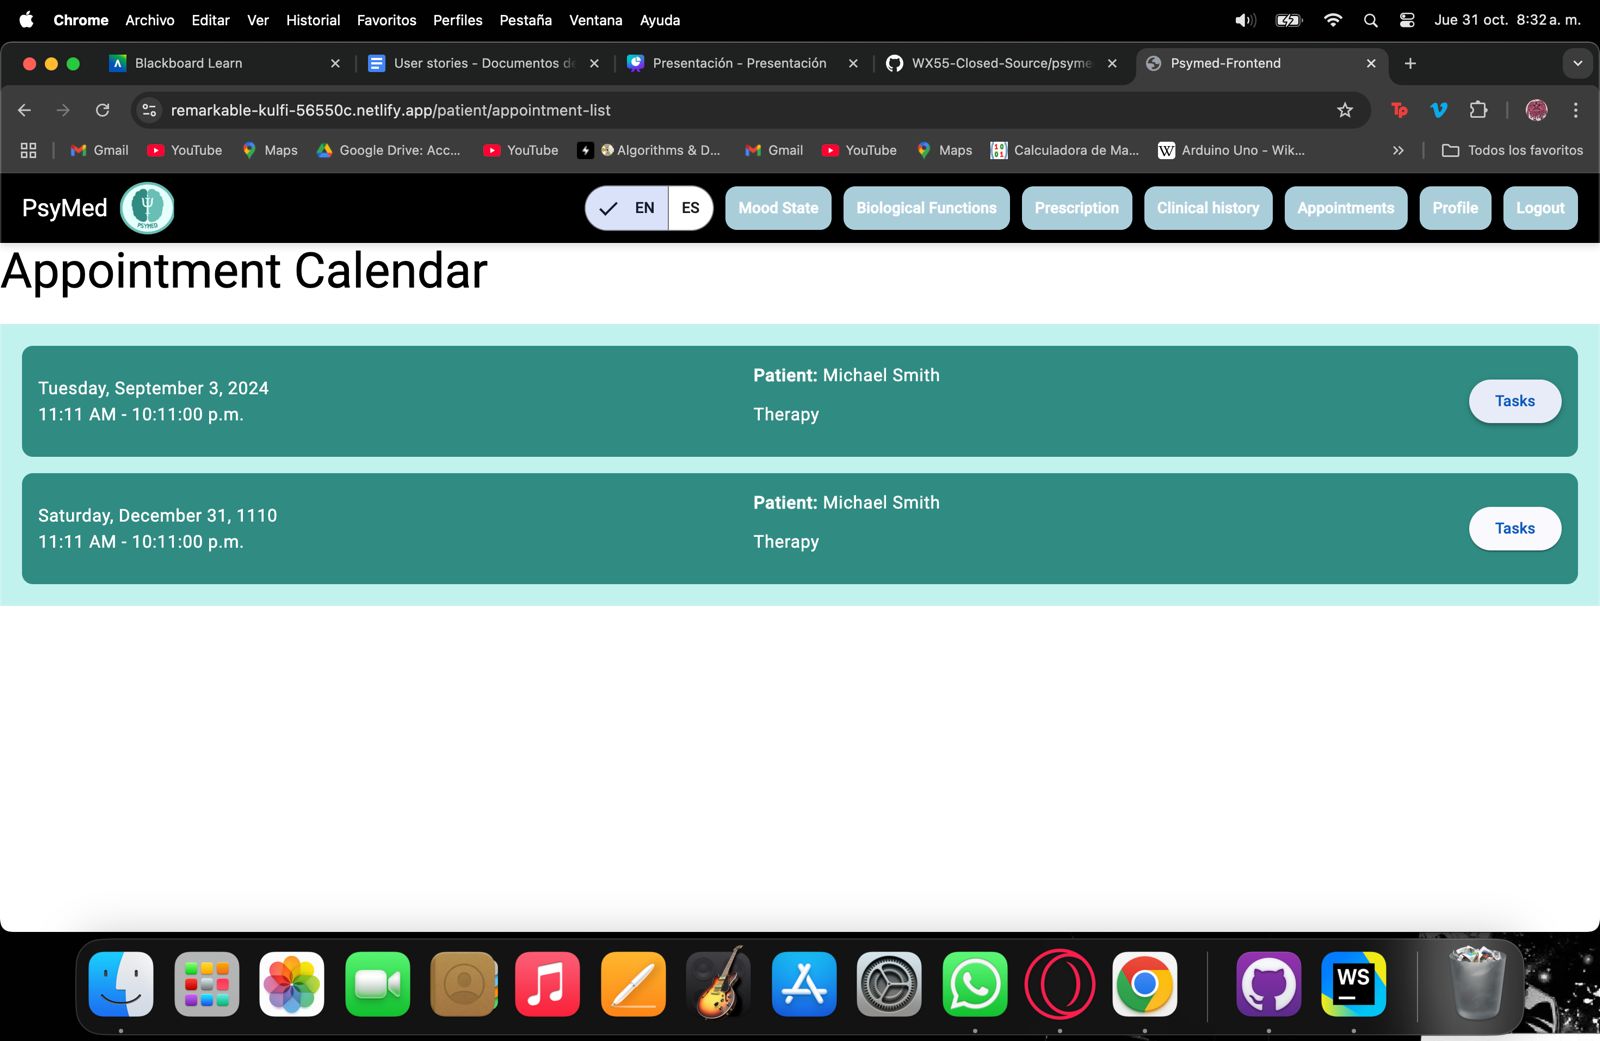 Chrome Archivo Editar Ver Historial Favoritos Perfiles Pestaña Ventana Ayuda Jue 31 oct. 8:32 a. m.
Blackboard Learn User stories - Documentos de Presentación - Presentación WX55-Closed-Source/psyme Psymed-Frontend
remarkable-kulfi-56550c.netlify.app/patient/appointment-list Tp
Gmail YouTube Maps Google Drive: Acc... YouTube Algorithms & D... Gmail YouTube Maps Calculadora de Ma... W Arduino Uno - Wik... Todos los favoritos
PsyMed PSYMED EN ES Mood State Biological Functions Prescription Clinical history Appointments Profile Logout
Appointment Calendar
Tuesday, September 3, 2024
11:11 AM - 10:11:00 p.m.
Patient: Michael Smith
Therapy
Tasks
Saturday, December 31, 1110
11:11 AM - 10:11:00 p.m.
Patient: Michael Smith
Therapy
Tasks
WS